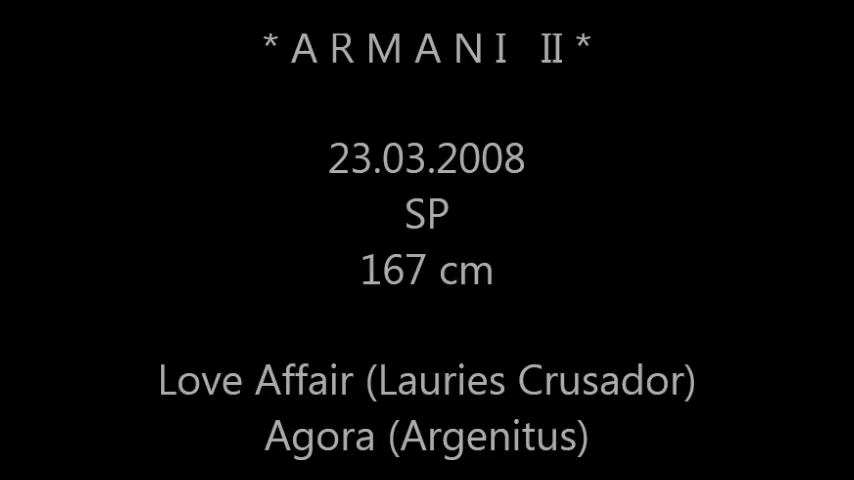 * A R M A N I  II *
23.03.2008
SP
167 cm
Love Affair (Lauries Crusador)
Agora (Argenitus)